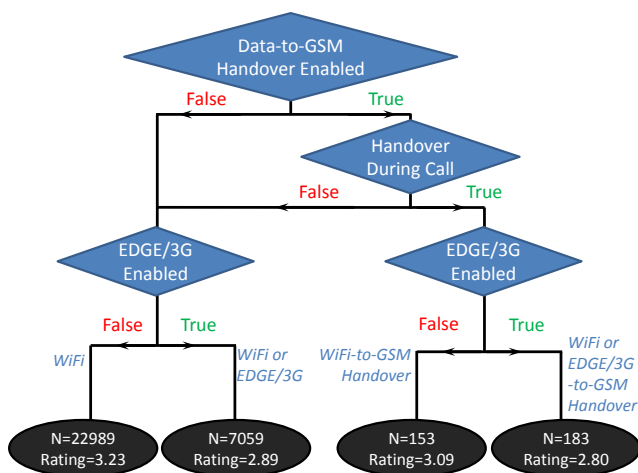 Data-to-GSM
Handover Enabled
False
True
Handover
During Call
False
True
EDGE/3G
Enabled
EDGE/3G
Enabled
False
True
False
True
WiFi
WiFi or
EDGE/3G
WiFi-to-GSM
Handover
WiFi or
EDGE/3G
-to-GSM
Handover
N=22989
Rating=3.23
N=7059
Rating=2.89
N=153
Rating=3.09
N=183
Rating=2.80